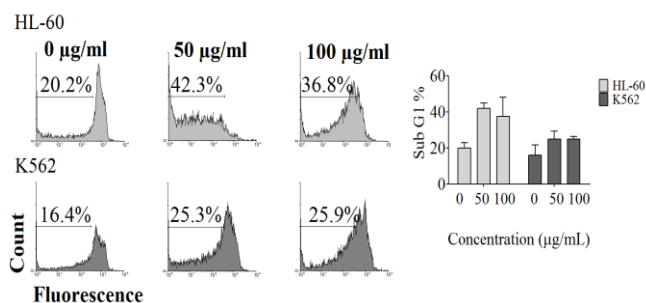 HL-60
0 µg/ml 50 µg/ml 100 µg/ml
20.2% 42.3% 36.8%
K562
16.4% 25.3% 25.9%
Count
Fluorescence
HL-60
K562
Sub G1 %
60
40
20
0
0 50 100 0 50 100
Concentration (µg/mL)